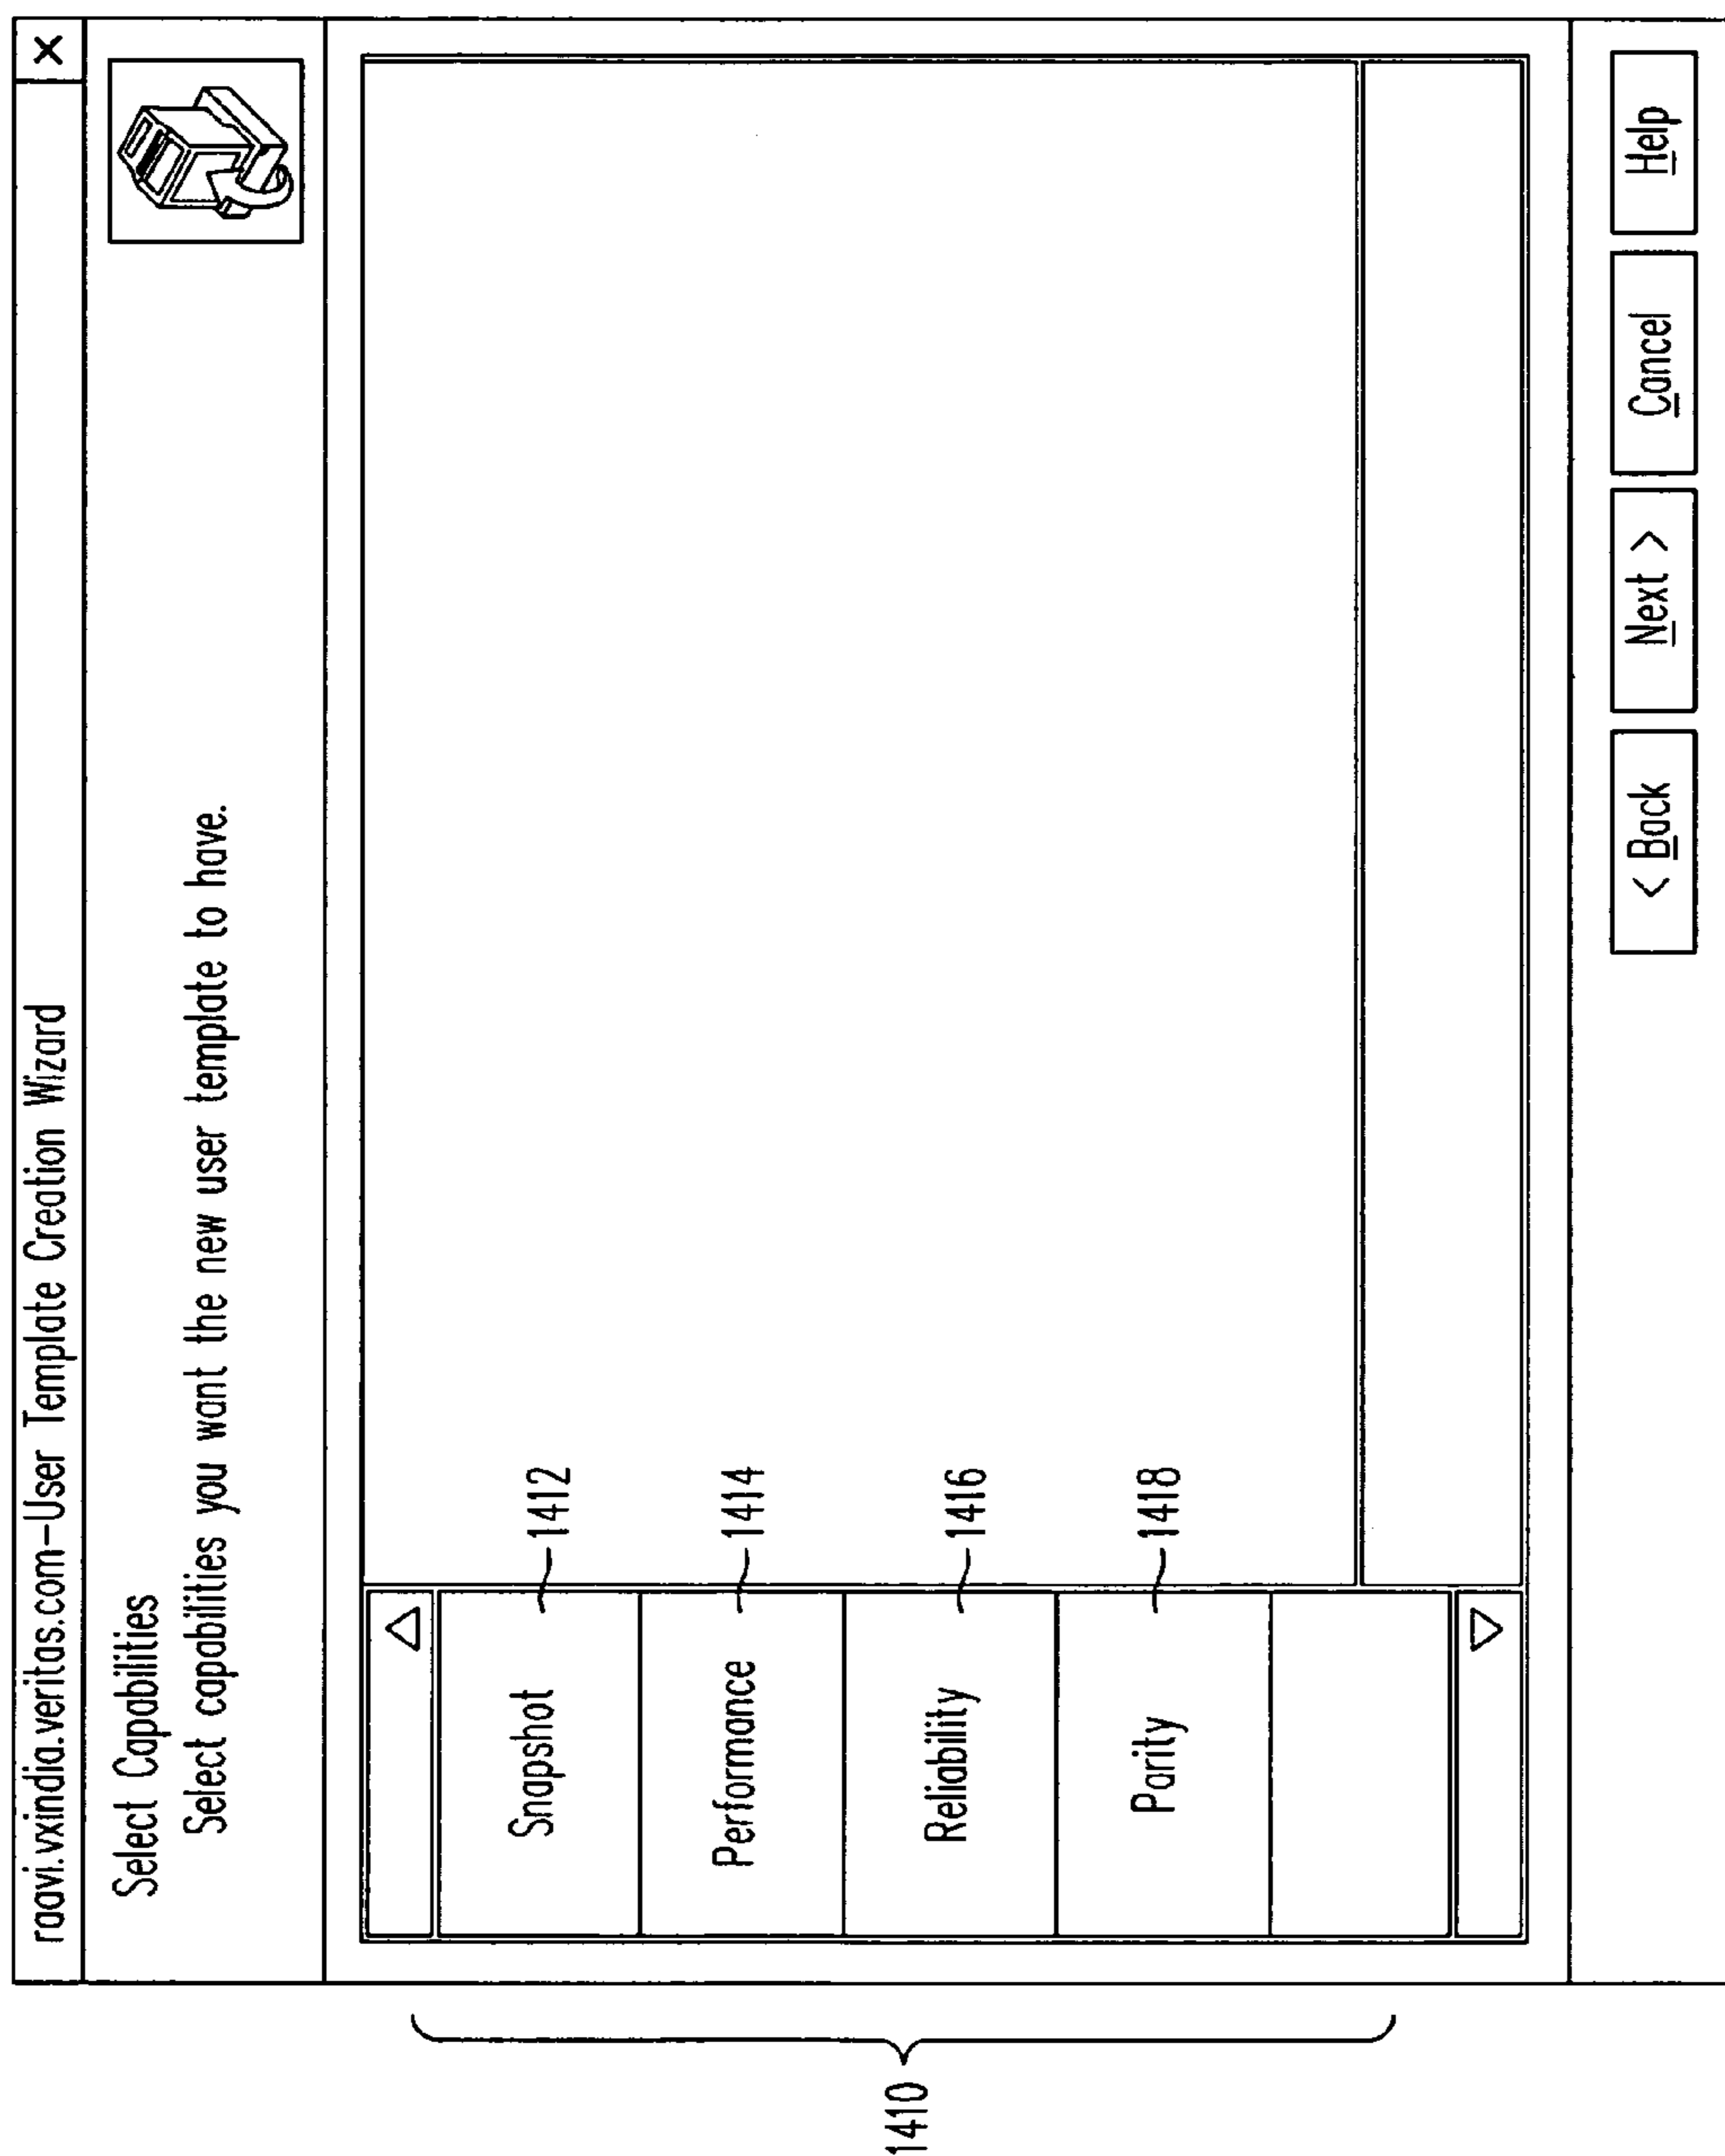 raavi.vxindia.veritas.com-User Template Creation Wizard X
Select Capabilities
Select capabilities you want the new user template to have.
Snapshot
1412
Performance
1414
Reliability
1416
Parity
1418
1410
< Back
Next >
Cancel
Help